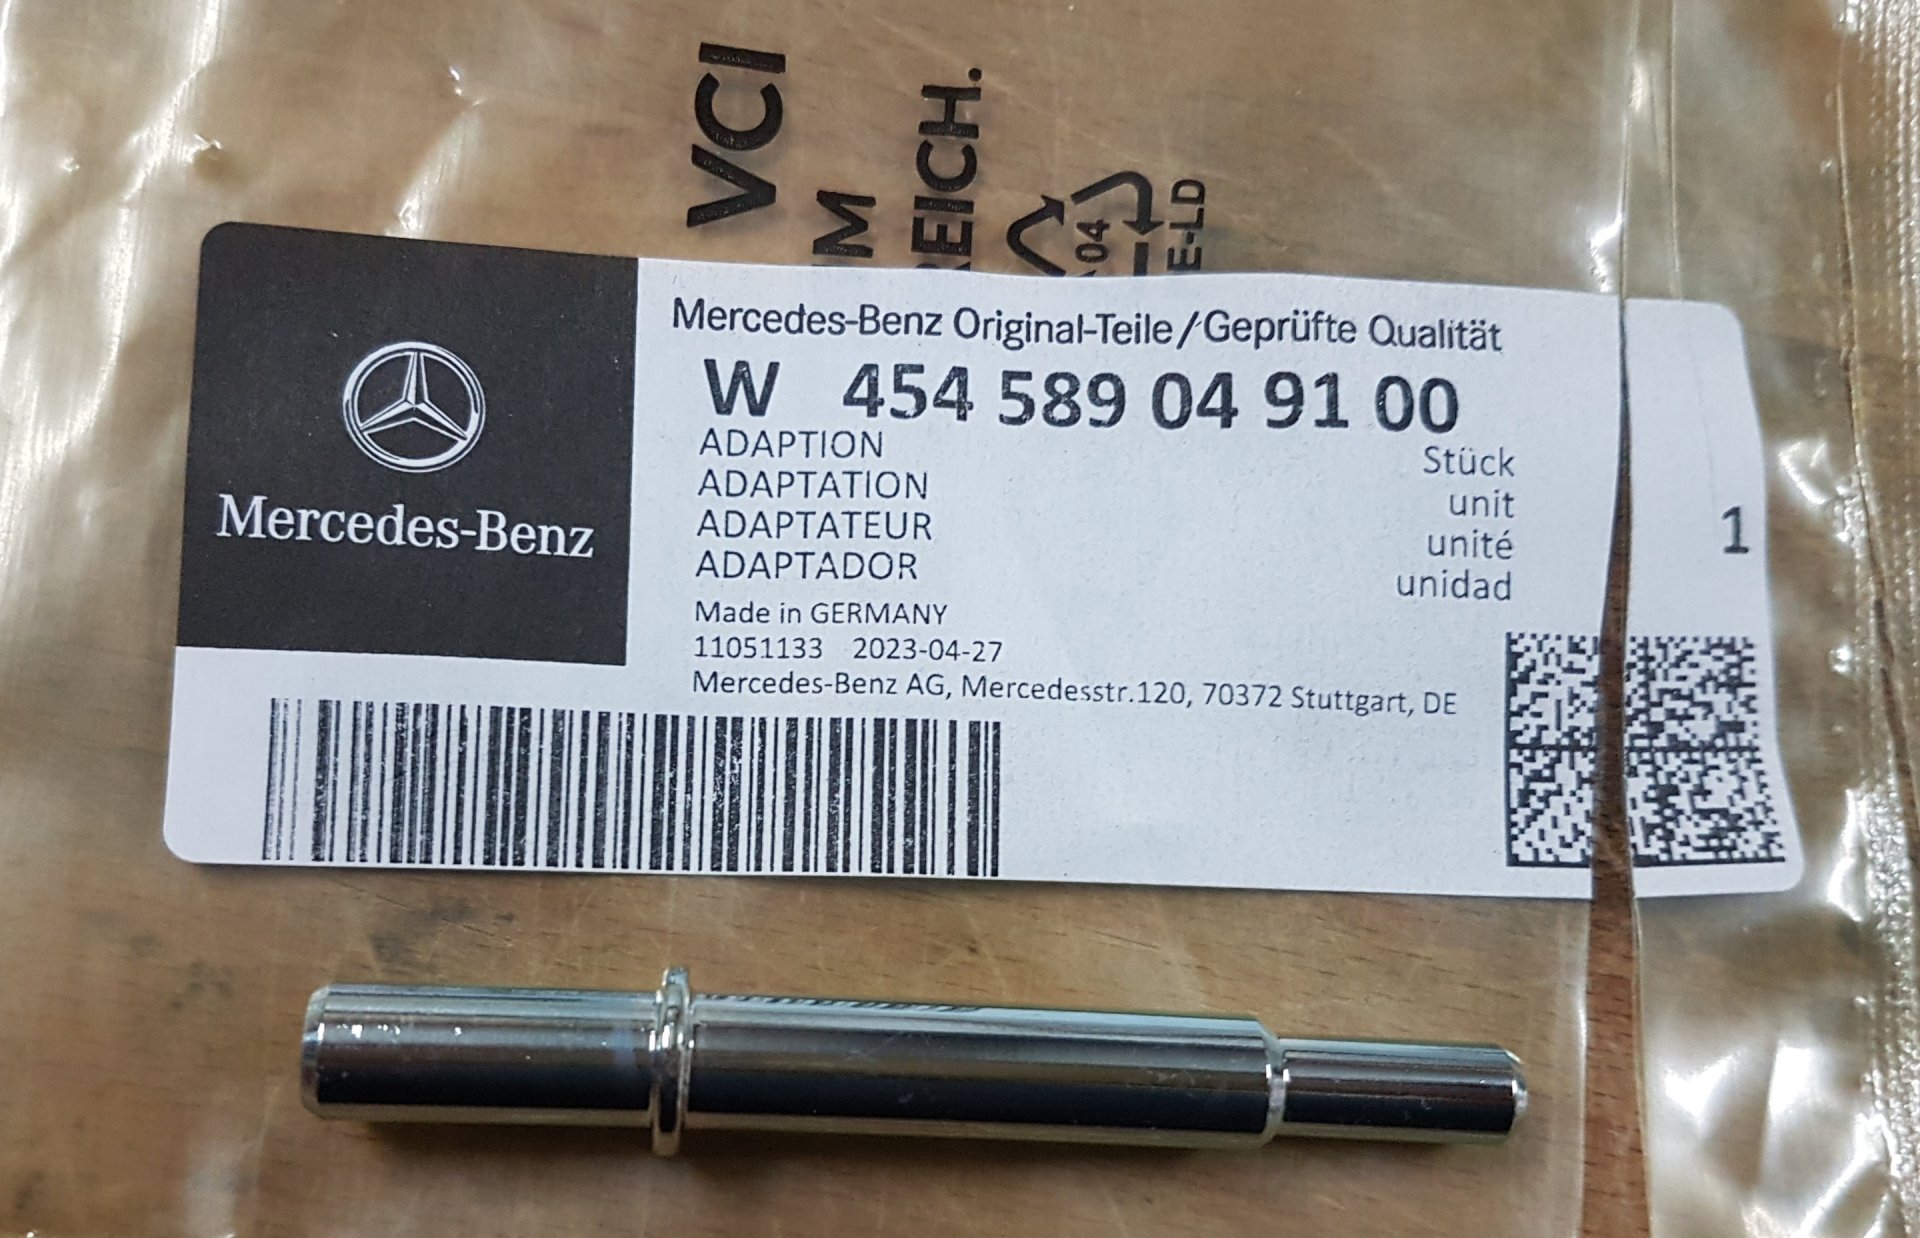 VCI
REICH.
04
E-LD
Mercedes-Benz Original-Teile/Geprüfte Qualität
W 454 589 04 91 00
ADAPTION
ADAPTATION
ADAPTATEUR
ADAPTADOR
Stück
unit
unité
unidad
1
Made in GERMANY
11051133 2023-04-27
Mercedes-Benz AG, Mercedesstr.120, 70372 Stuttgart, DE
Mercedes-Benz